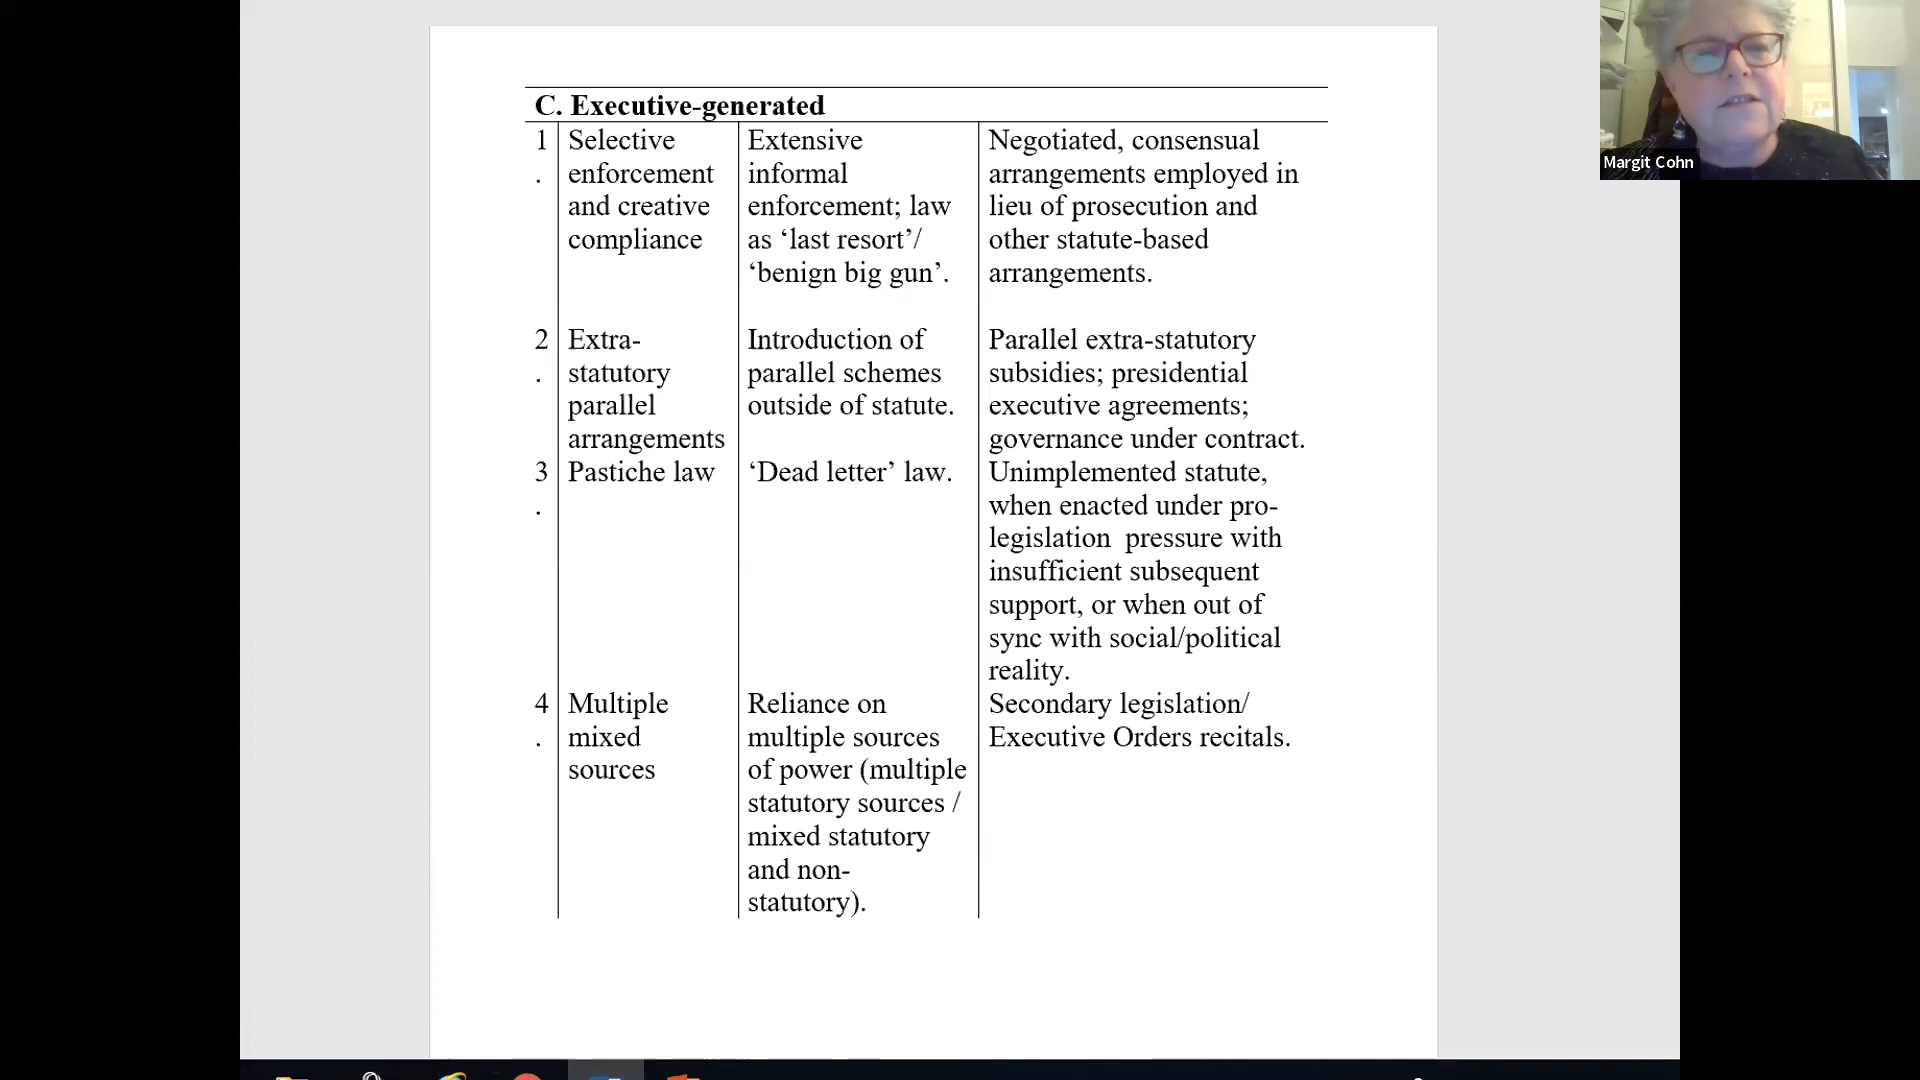 C. Executive-generated
1
.
Selective
enforcement
and creative
compliance
Extensive
informal
enforcement; law
as ‘last resort’/
‘benign big gun’.
Negotiated, consensual
arrangements employed in
lieu of prosecution and
other statute-based
arrangements.
2
.
Extra-
statutory
parallel
arrangements
Introduction of
parallel schemes
outside of statute.
Parallel extra-statutory
subsidies; presidential
executive agreements;
governance under contract.
3
.
Pastiche law
‘Dead letter’ law.
Unimplemented statute,
when enacted under pro-
legislation  pressure with
insufficient subsequent
support, or when out of
sync with social/political
reality.
4
.
Multiple
mixed
sources
Reliance on
multiple sources
of power (multiple
statutory sources /
mixed statutory
and non-
statutory).
Secondary legislation/
Executive Orders recitals.
Margit Cohn